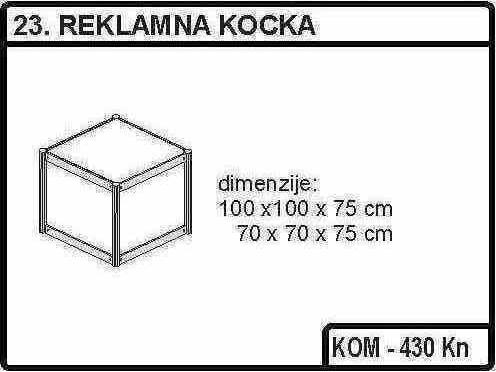 23. REKLAMNA KOCKA
dimenzije:
100 x100 x 75 cm
70 x 70 x 75 cm
KOM - 430 Kn